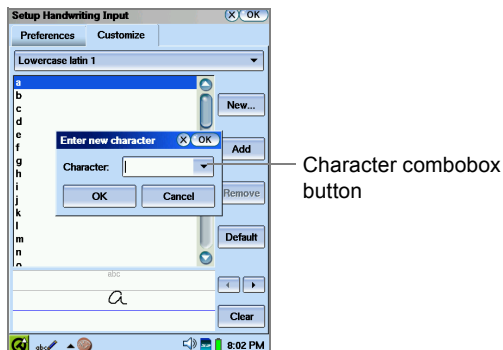 Setup Handwriting Input
X OK
Preferences Customize
Lowercase latin 1
a
b
c
d
e
f
g
h
i
j
k
l
m
n
o
New...
Add
Remove
Default
Clear
Enter new character
X OK
Character:
OK Cancel
Character combobox
button
abc
a
abc
8:02 PM